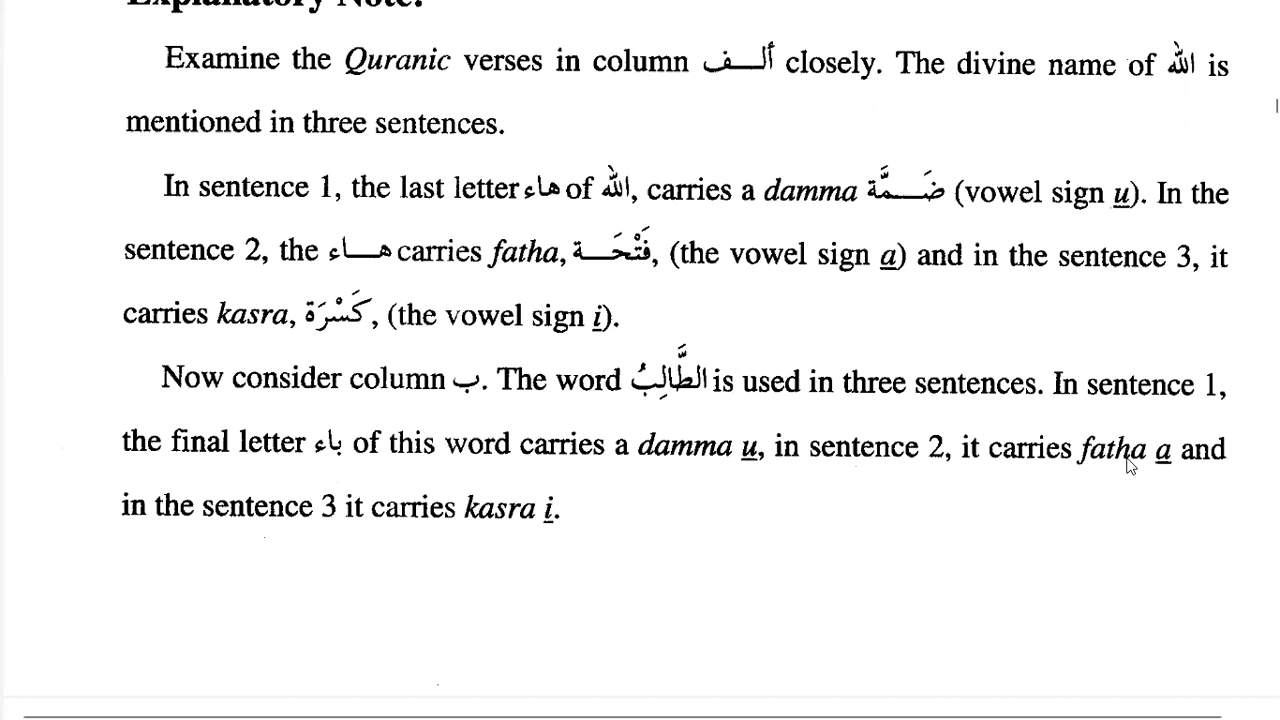 Explanatory Note:
Examine the Quranic verses in column ألــف closely. The divine name of الله is
mentioned in three sentences.
In sentence 1, the last letter هاء of الله, carries a damma ضَــمَّة (vowel sign u). In the
sentence 2, the هــاء carries fatha, فَتْحَــة, (the vowel sign a) and in the sentence 3, it
carries kasra, كَسْرَة, (the vowel sign i).
Now consider column ب. The word الطَّالِبُ is used in three sentences. In sentence 1,
the final letter باء of this word carries a damma u, in sentence 2, it carries fatha a and
in the sentence 3 it carries kasra i.